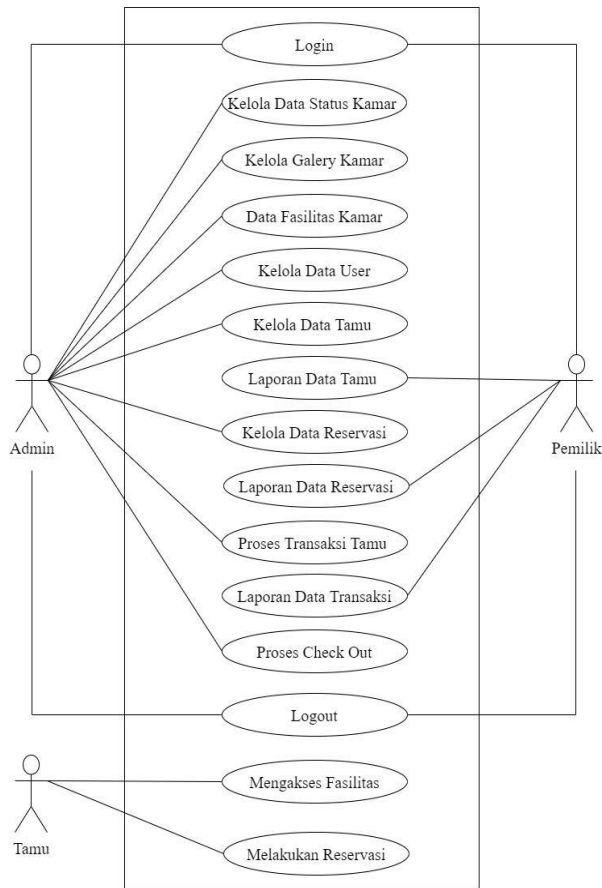 Login
Kelola Data Status Kamar
Kelola Galery Kamar
Data Fasilitas Kamar
Kelola Data User
Kelola Data Tamu
Laporan Data Tamu
Kelola Data Reservasi
Admin
Pemilik
Laporan Data Reservasi
Proses Transaksi Tamu
Laporan Data Transaksi
Proses Check Out
Logout
Mengakses Fasilitas
Tamu
Melakukan Reservasi